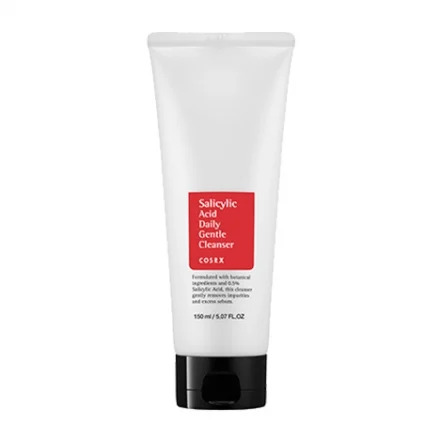 Salicylic
Acid
Daily
Gentle
Cleanser
COSRX
Formulated with botanical
ingredients and 0.5%
Salicylic Acid, this cleanser
gently removes impurities
and excess sebum.
150 ml / 5.07 FL.OZ